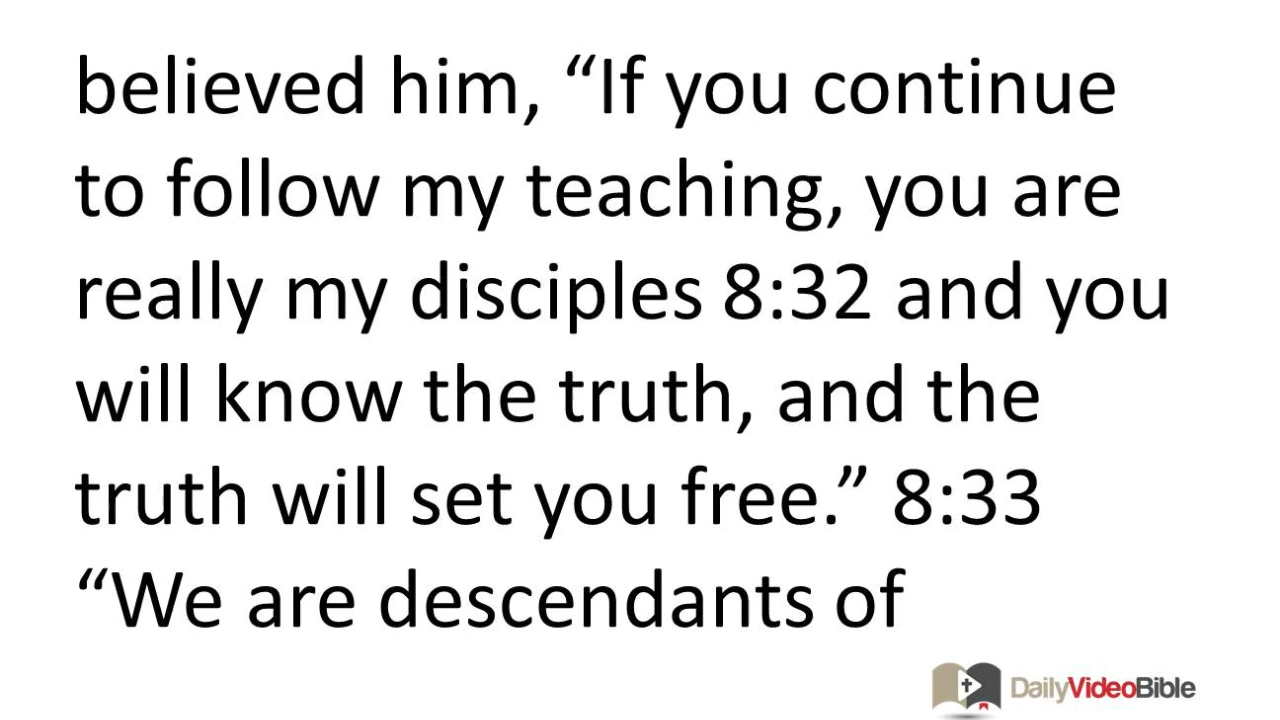 believed him, “If you continue
to follow my teaching, you are
really my disciples 8:32 and you
will know the truth, and the
truth will set you free.” 8:33
“We are descendants of
DailyVideoBible